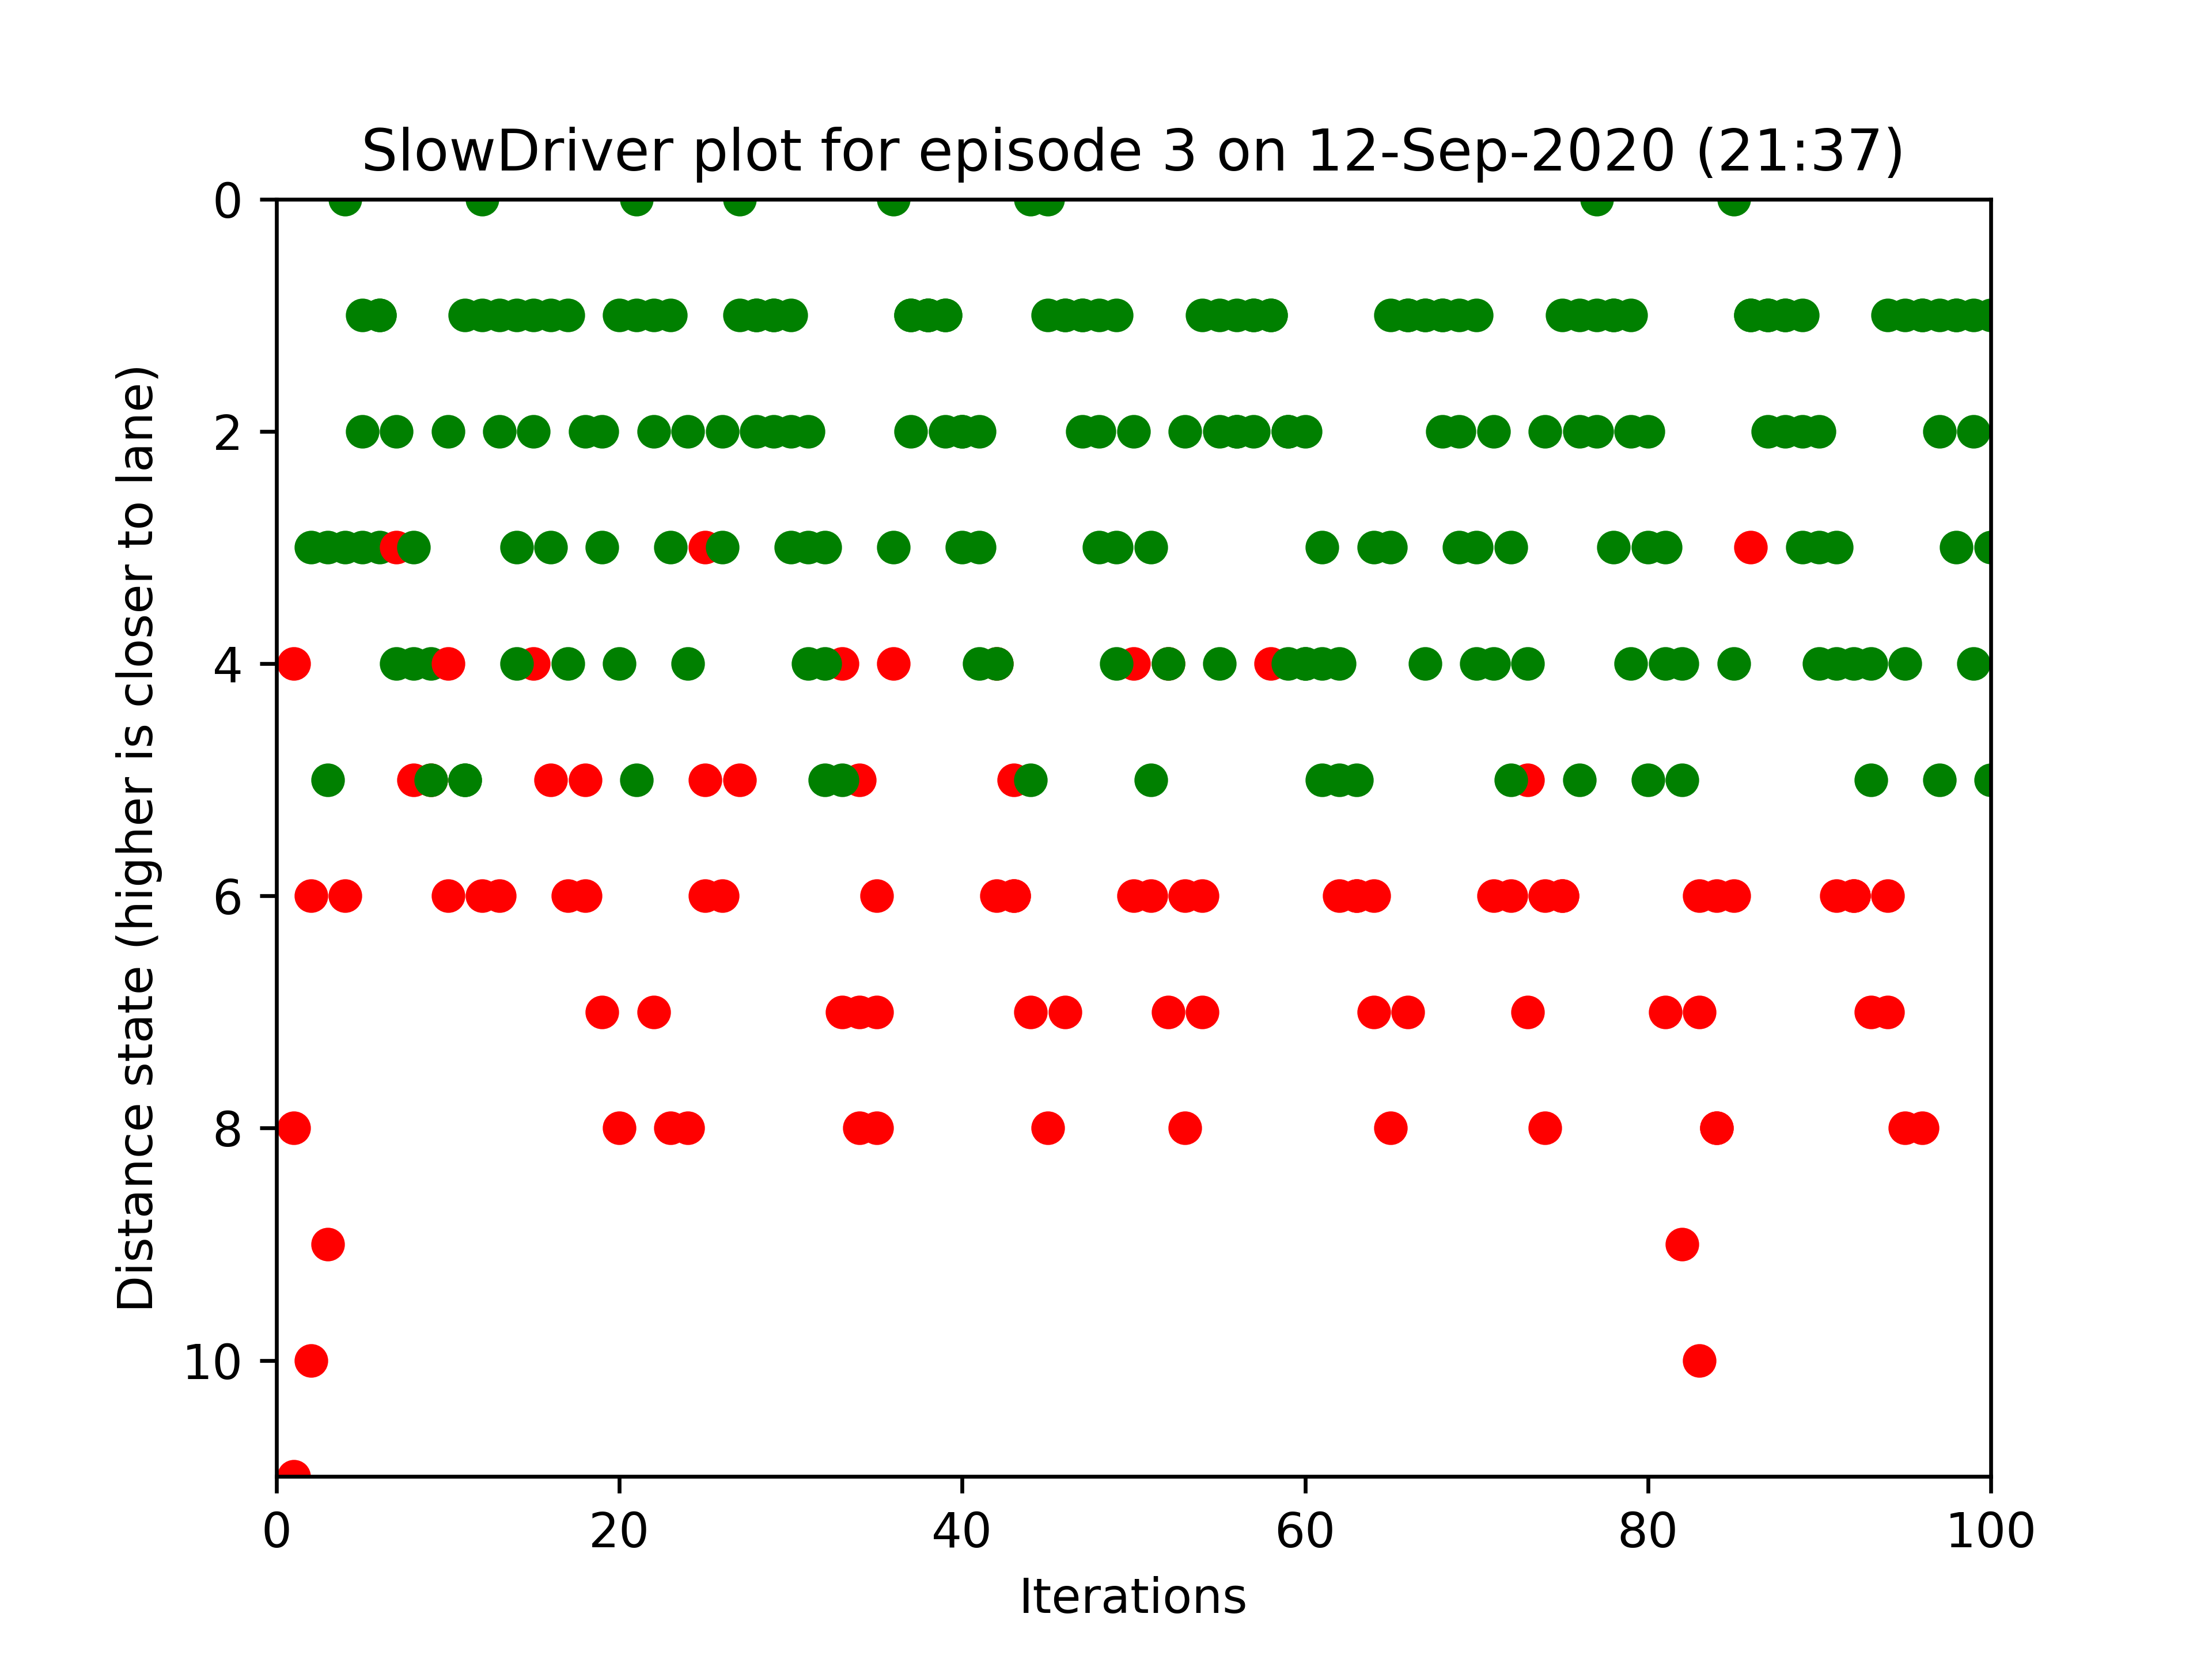 SlowDriver plot for episode 3 on 12-Sep-2020 (21:37)
Distance state (higher is closer to lane)
0
2
4
6
8
10
0 20 40 60 80 100
Iterations